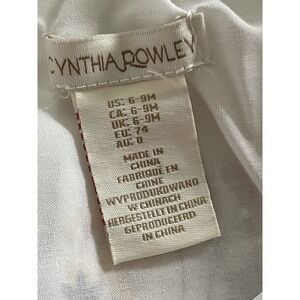 CYNTHIA ROWLEY
US: 6-9M
CA: 6-9M
UK: 6-9M
EU: 74
AU: 0
MADE IN
CHINA
FABRIQUÉ EN
CHINE
WYPRODUKOWANO
W CHINACH
HERGESTELLT IN CHINA
GEPRODUCEERD
IN CHINA